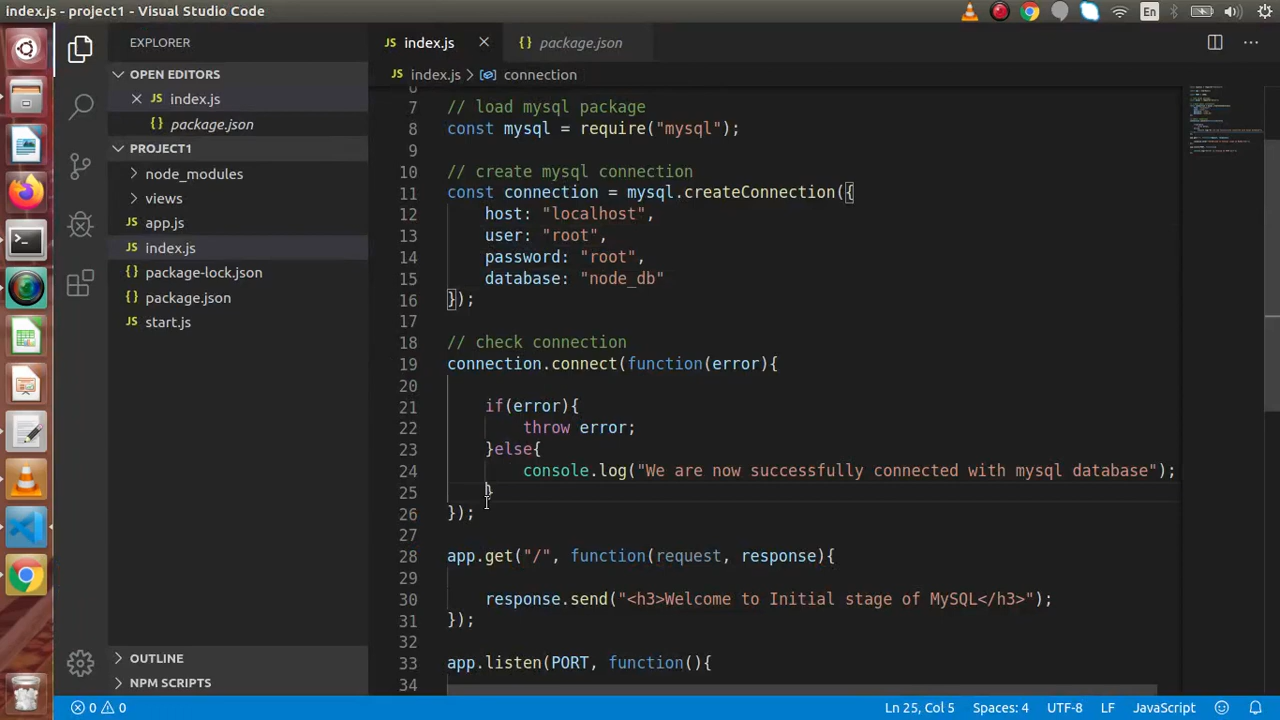 index.js - project1 - Visual Studio Code
En
EXPLORER
OPEN EDITORS
JS index.js
{} package.json
PROJECT1
node_modules
views
JS app.js
JS index.js
{} package-lock.json
{} package.json
JS start.js
OUTLINE
NPM SCRIPTS
JS index.js
{} package.json
JS index.js > connection
6
7 // load mysql package
8 const mysql = require("mysql");
9
10 // create mysql connection
11 const connection = mysql.createConnection({
12 host: "localhost",
13 user: "root",
14 password: "root",
15 database: "node_db"
16 });
17
18 // check connection
19 connection.connect(function(error){
20
21 if(error){
22 throw error;
23 }else{
24 console.log("We are now successfully connected with mysql database");
25 }
26 });
27
28 app.get("/", function(request, response){
29
30 response.send("<h3>Welcome to Initial stage of MySQL</h3>");
31 });
32
33 app.listen(PORT, function(){
34
0 0
Ln 25, Col 5
Spaces: 4
UTF-8
LF
JavaScript